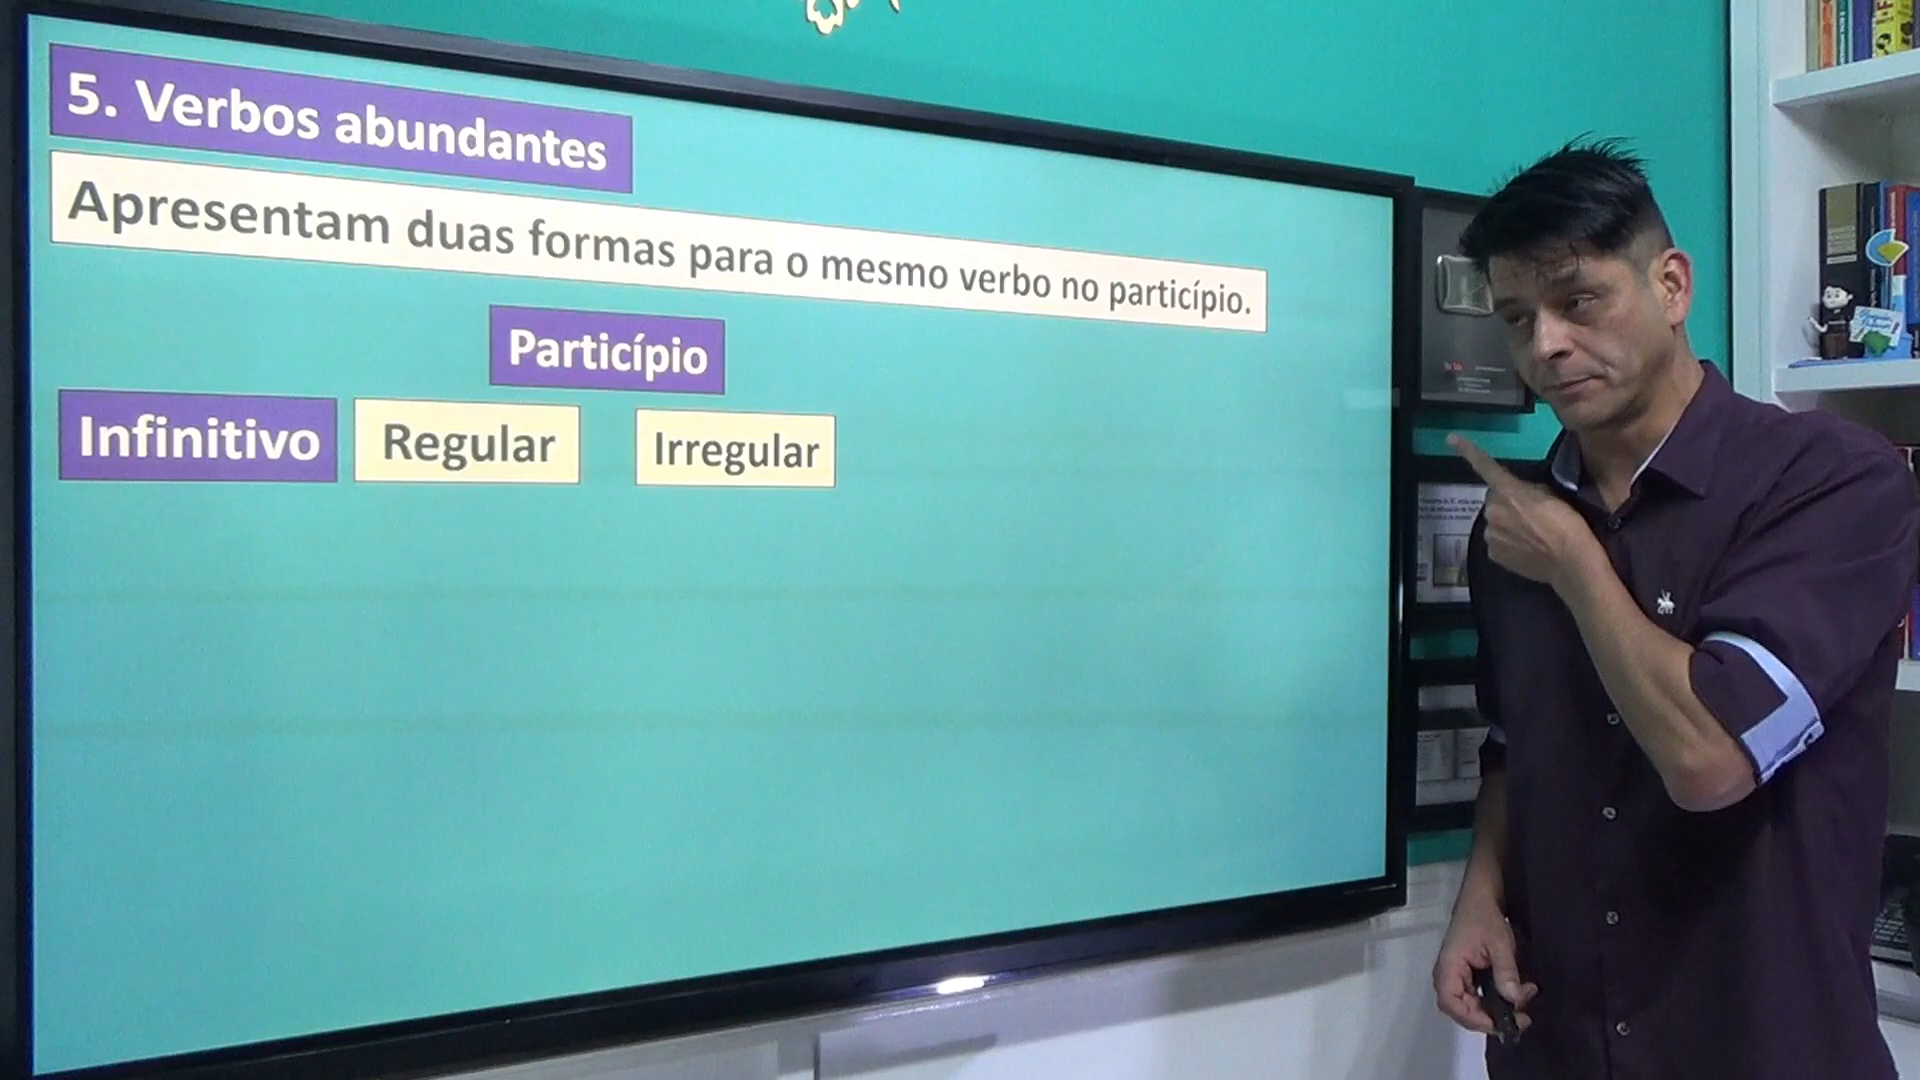 5. Verbos abundantes
Apresentam duas formas para o mesmo verbo no particípio.
Particípio
Infinitivo Regular Irregular